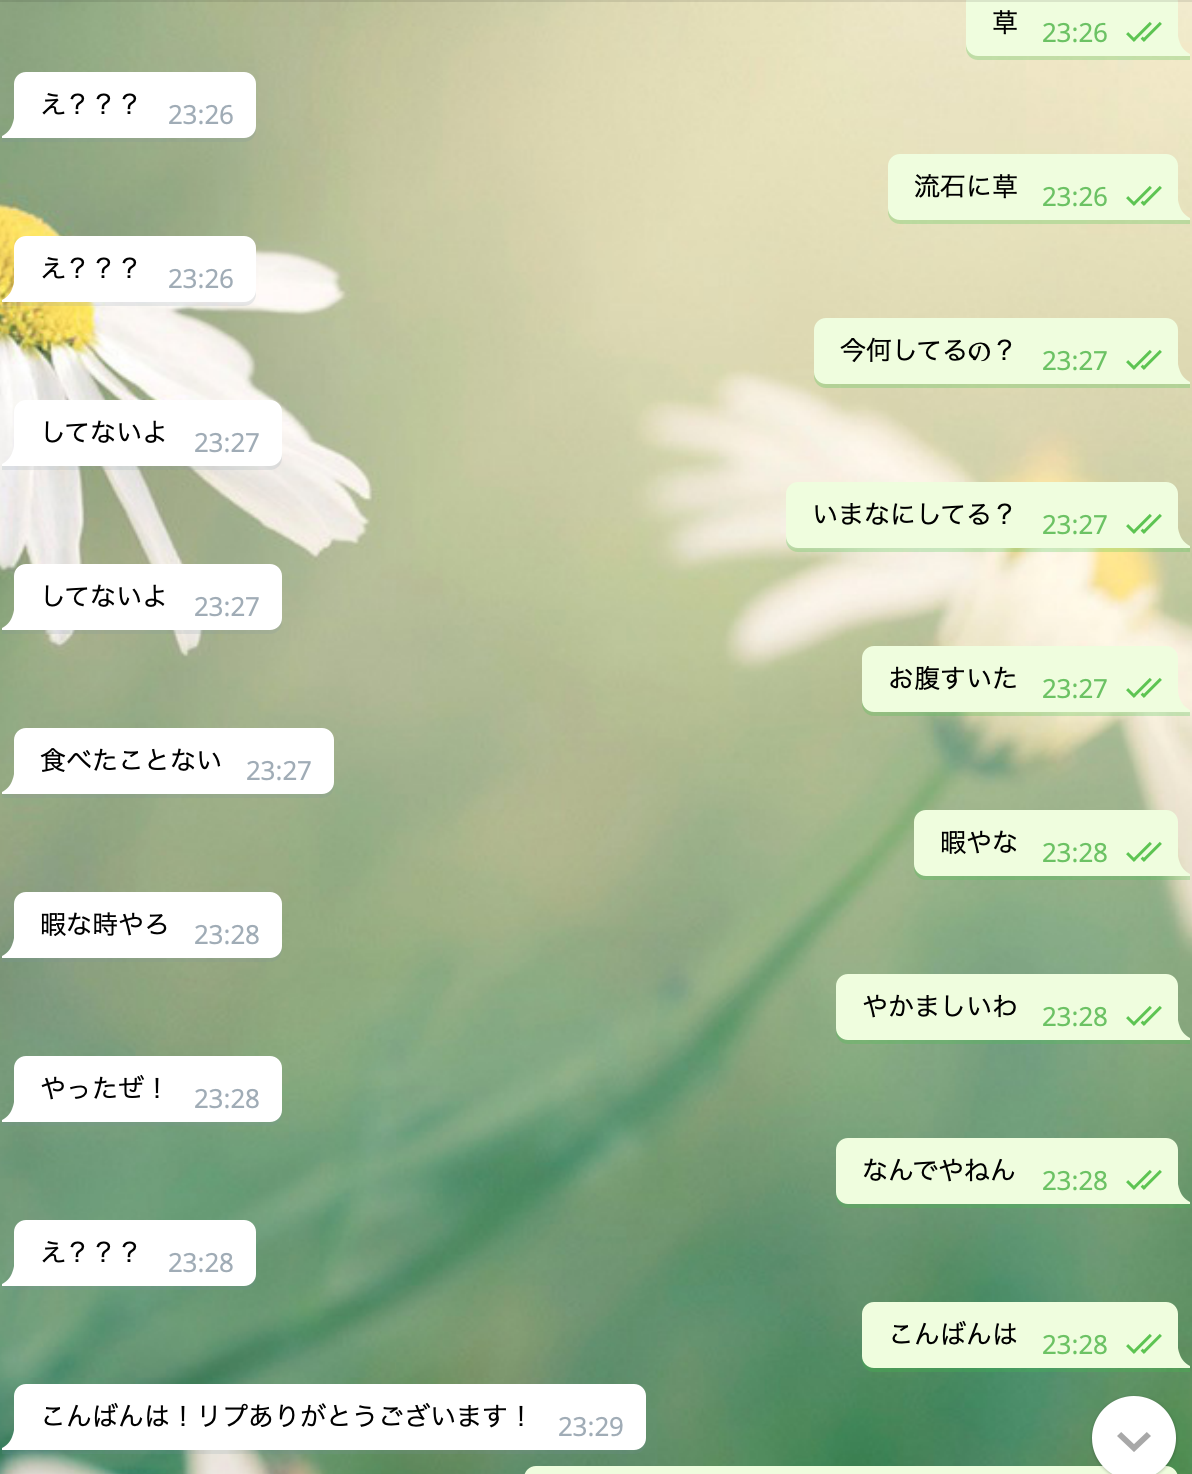 草 23:26
え？？？ 23:26
流石に草 23:26
え？？？ 23:26
今何してるの？ 23:27
してないよ 23:27
いまなにしてる？ 23:27
してないよ 23:27
お腹すいた 23:27
食べたことない 23:27
暇やな 23:28
暇な時やろ 23:28
やかましいわ 23:28
やったぜ！ 23:28
なんでやねん 23:28
え？？？ 23:28
こんばんは 23:28
こんばんは！リプありがとうございます！ 23:29